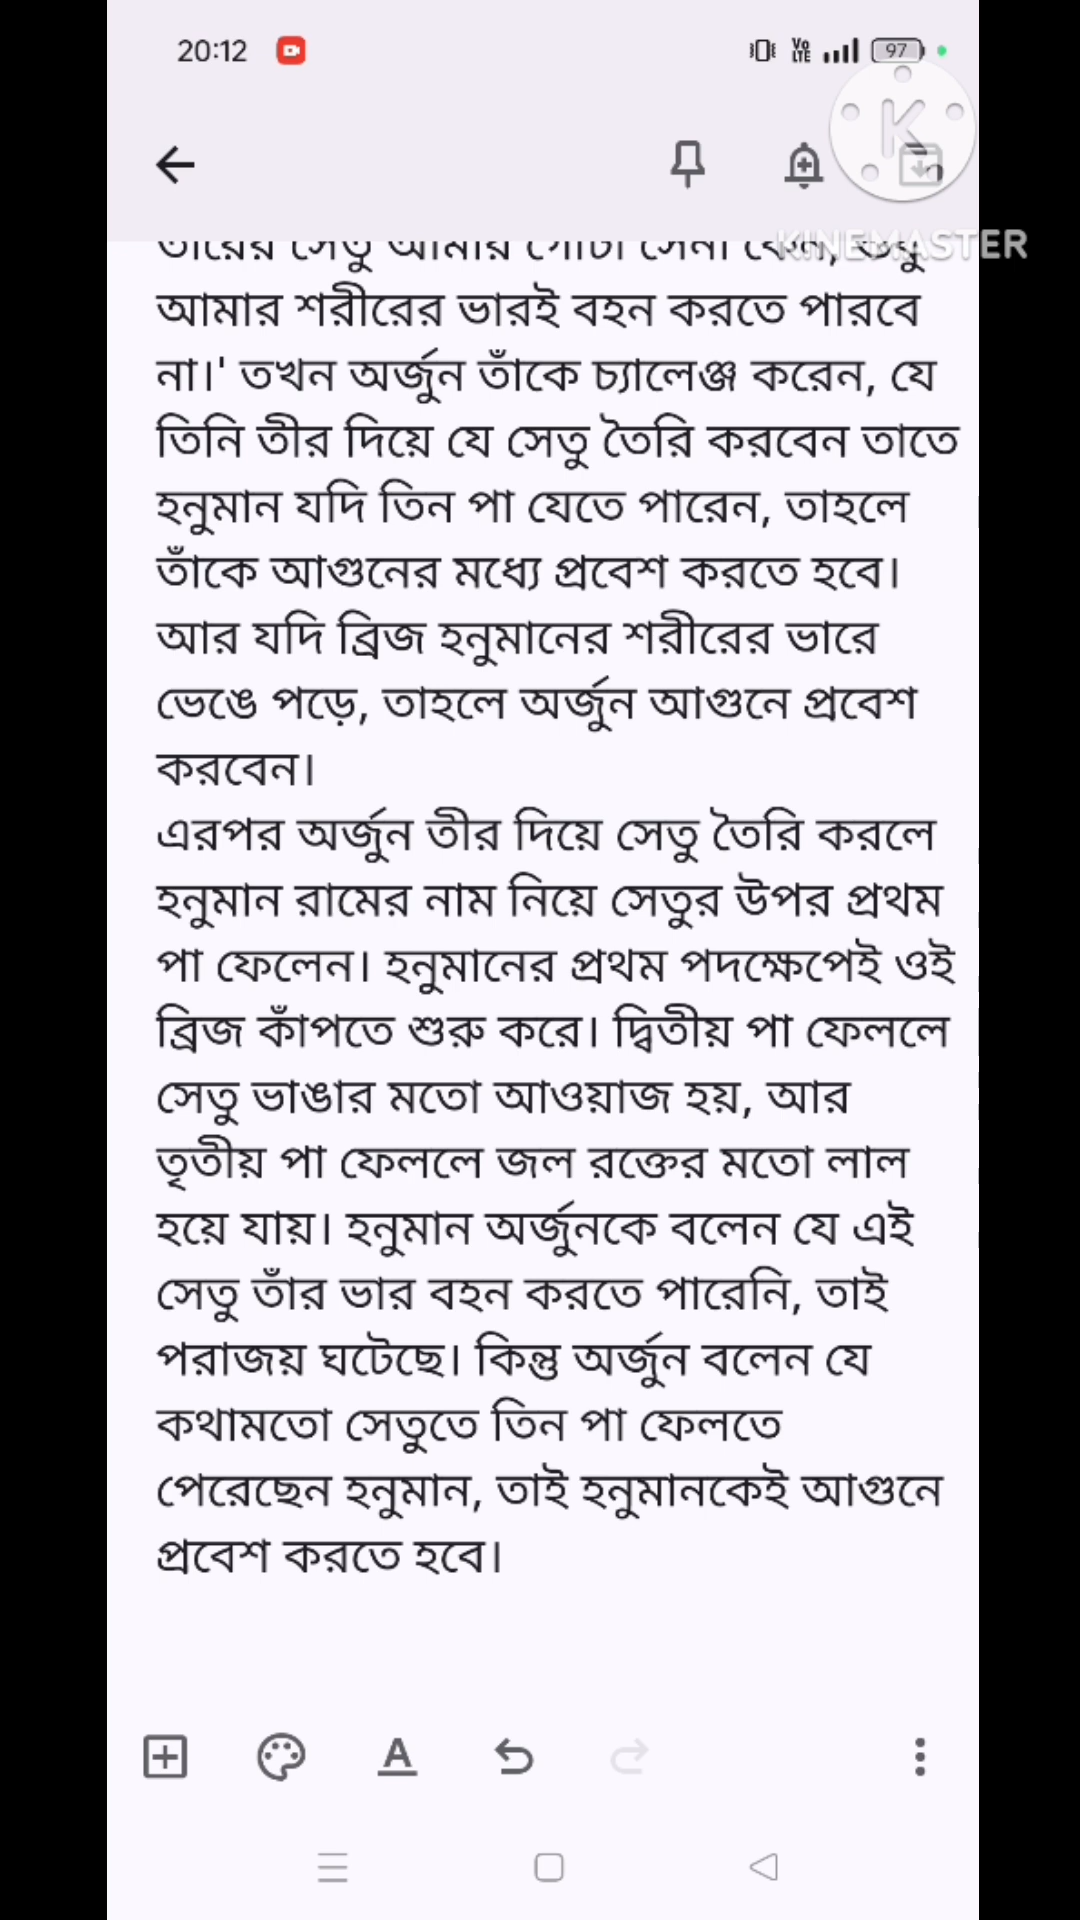 20:12
Vo LTE
97
K
KINEMASTER
তীরের সেতু আমার গোটা সেনা কেন, শুধু
আমার শরীরের ভারই বহন করতে পারবে
না।' তখন অর্জুন তাঁকে চ্যালেঞ্জ করেন, যে
তিনি তীর দিয়ে যে সেতু তৈরি করবেন তাতে
হনুমান যদি তিন পা যেতে পারেন, তাহলে
তাঁকে আগুনের মধ্যে প্রবেশ করতে হবে।
আর যদি ব্রিজ হনুমানের শরীরের ভারে
ভেঙে পড়ে, তাহলে অর্জুন আগুনে প্রবেশ
করবেন।
এরপর অর্জুন তীর দিয়ে সেতু তৈরি করলে
হনুমান রামের নাম নিয়ে সেতুর উপর প্রথম
পা ফেলেন। হনুমানের প্রথম পদক্ষেপেই ওই
ব্রিজ কাঁপতে শুরু করে। দ্বিতীয় পা ফেললে
সেতু ভাঙার মতো আওয়াজ হয়, আর
তৃতীয় পা ফেললে জল রক্তের মতো লাল
হয়ে যায়। হনুমান অর্জুনকে বলেন যে এই
সেতু তাঁর ভার বহন করতে পারেনি, তাই
পরাজয় ঘটেছে। কিন্তু অর্জুন বলেন যে
কথামতো সেতুতে তিন পা ফেলতে
পেরেছেন হনুমান, তাই হনুমানকেই আগুনে
প্রবেশ করতে হবে।
A